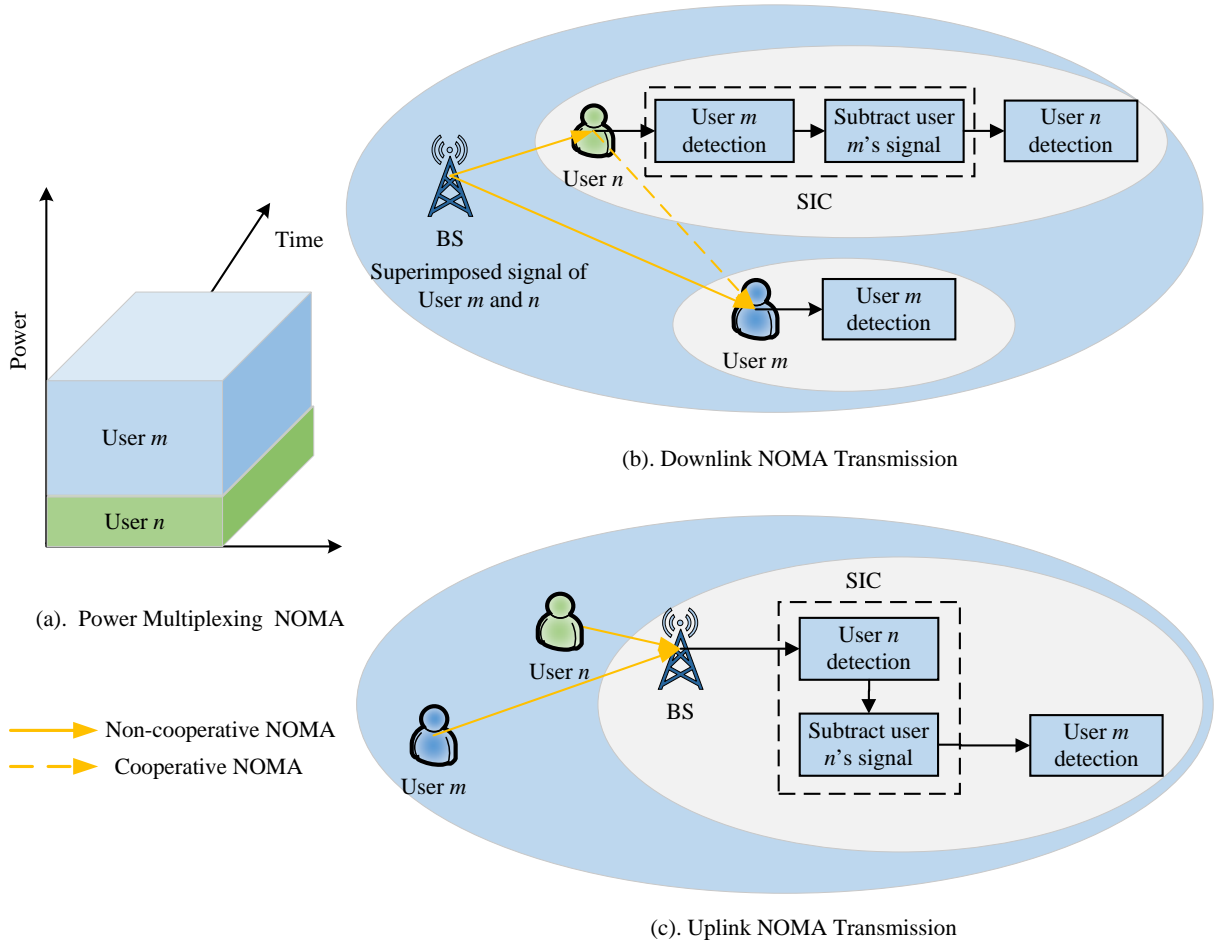 Power
Time
User m
User n
(a).  Power Multiplexing  NOMA
Non-cooperative NOMA
Cooperative NOMA
BS
Superimposed signal of
User m and n
User n
User m
detection
Subtract user
m's signal
User n
detection
SIC
User m
User m
detection
(b). Downlink NOMA Transmission
User n
User m
BS
SIC
User n
detection
Subtract user
n's signal
User m
detection
(c). Uplink NOMA Transmission